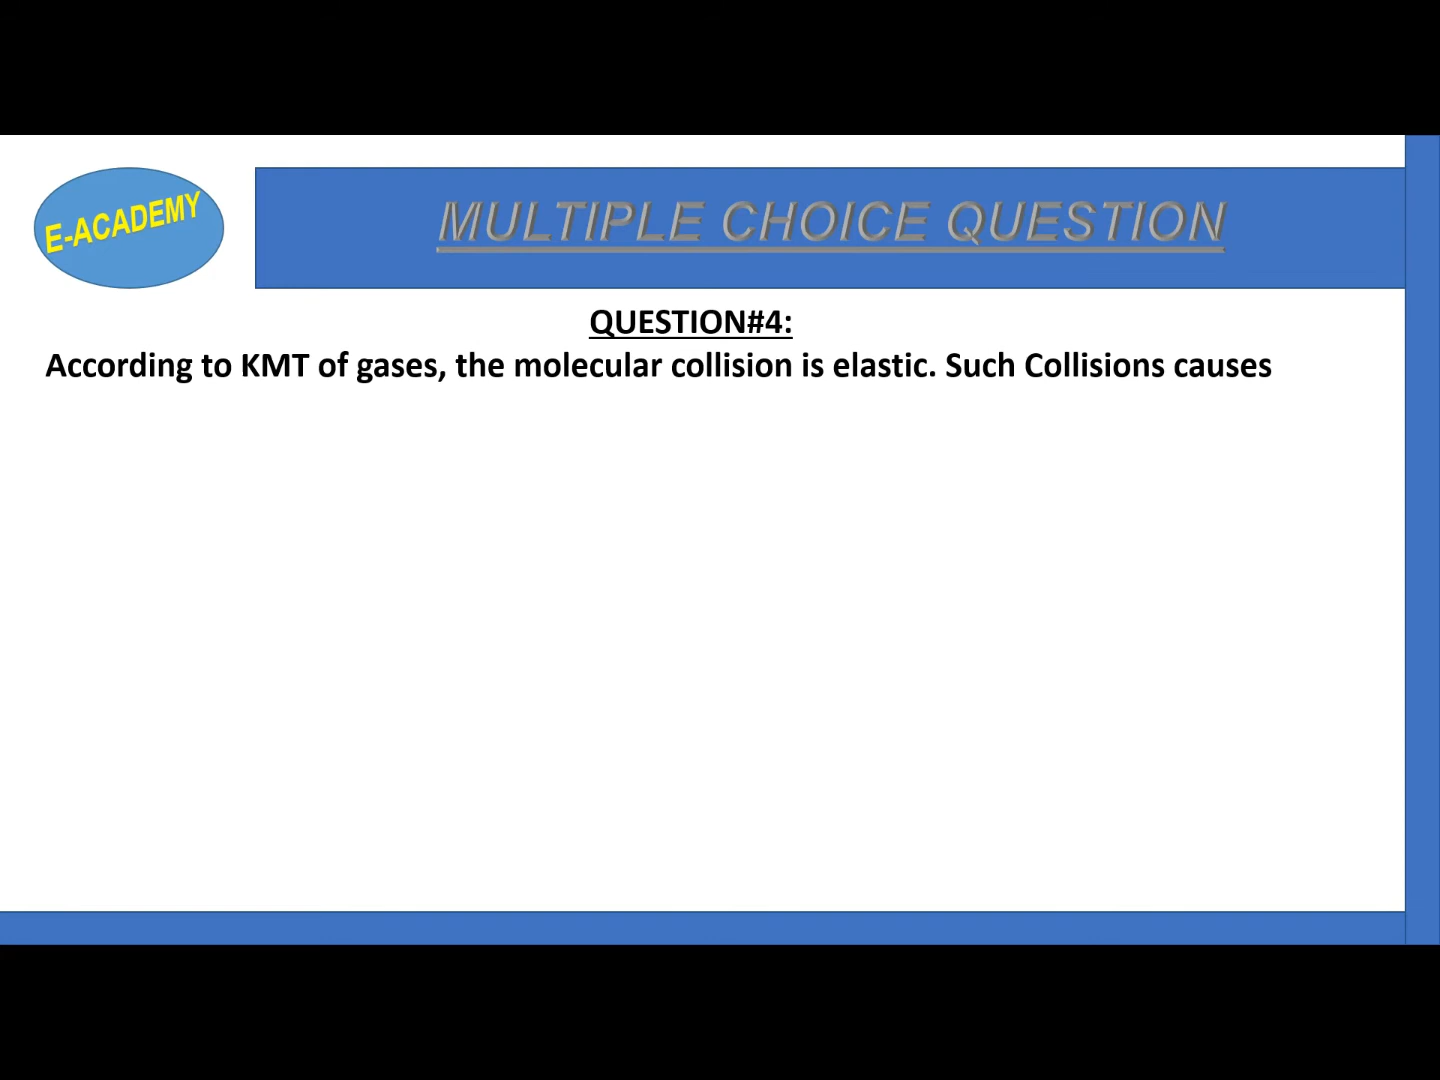 E-ACADEMY
MULTIPLE CHOICE QUESTION
QUESTION#4:
According to KMT of gases, the molecular collision is elastic. Such Collisions causes